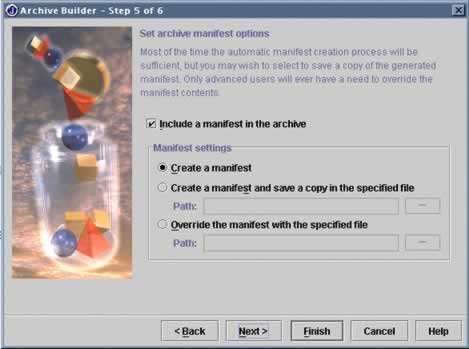 Archive Builder - Step 5 of 6
Set archive manifest options
Most of the time the automatic manifest creation process will be
sufficient, but you may wish to select to save a copy of the generated
manifest. Only advanced users will ever have a need to override the
manifest contents.
Include a manifest in the archive
Manifest settings
Create a manifest
Create a manifest and save a copy in the specified file
Path: ...
Override the manifest with the specified file
Path: ...
< Back Next > Finish Cancel Help